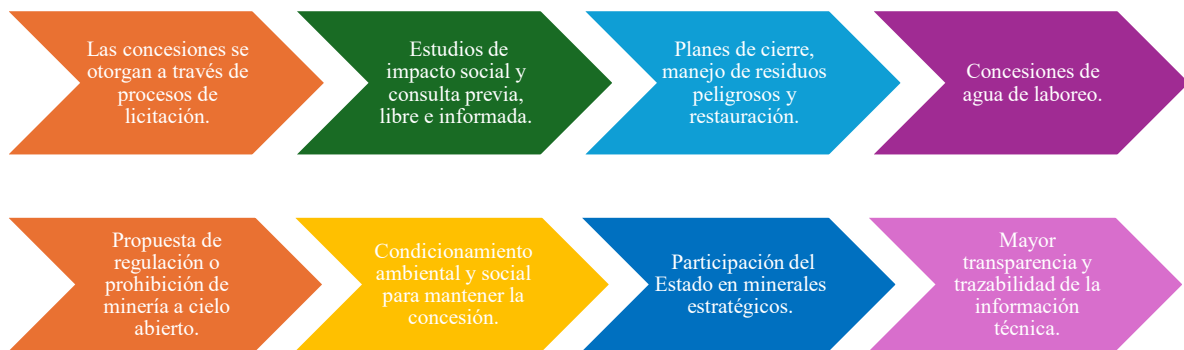 Las concesiones se
otorgan a través de
procesos de
licitación.
Estudios de
impacto social y
consulta previa,
libre e informada.
Planes de cierre,
manejo de residuos
peligrosos y
restauración.
Concesiones de
agua de laboreo.
Propuesta de
regulación o
prohibición de
minería a cielo
abierto.
Condicionamiento
ambiental y social
para mantener la
concesión.
Participación del
Estado en minerales
estratégicos.
Mayor
transparencia y
trazabilidad de la
información
técnica.